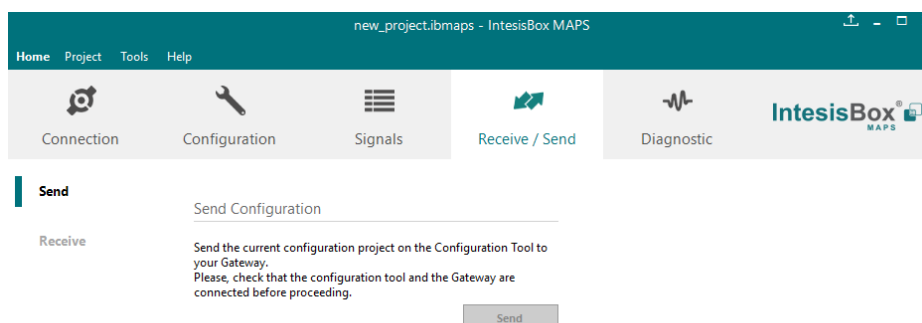 new_project.ibmaps - IntesisBox MAPS
Home Project Tools Help
Connection Configuration Signals Receive / Send Diagnostic
IntesisBox®
MAPS
Send
Send Configuration
Receive
Send the current configuration project on the Configuration Tool to
your Gateway.
Please, check that the configuration tool and the Gateway are
connected before proceeding.
Send